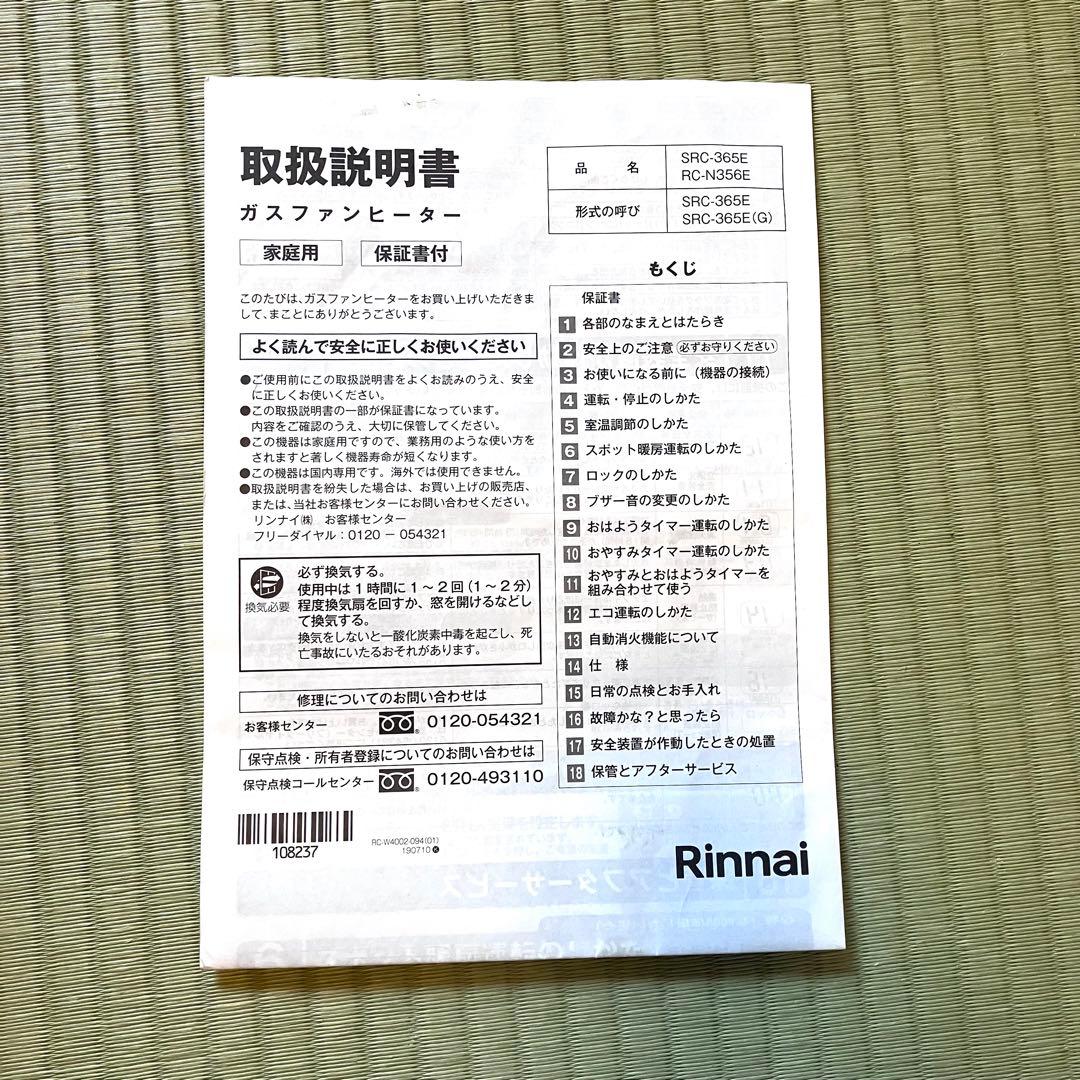 取扱説明書
ガスファンヒーター
家庭用 保証書付
品名 SRC-365E
RC-N356E
形式の呼び SRC-365E
SRC-365E(G)
このたびは、ガスファンヒーターをお買い上げいただきま
して、まことにありがとうございます。
よく読んで安全に正しくお使いください
●ご使用前にこの取扱説明書をよくお読みのうえ、安全
に正しくお使いください。
●この取扱説明書の一部が保証書になっています。
内容をご確認のうえ、大切に保管してください。
●この機器は家庭用ですので、業務用のような使い方を
されますと著しく機器寿命が短くなります。
●この機器は国内専用です。海外では使用できません。
●取扱説明書を紛失した場合は、お買い上げの販売店、
または、当社お客様センターにお問い合わせください。
リンナイ㈱ お客様センター
フリーダイヤル：0120－054321
換気必要
必ず換気する。
使用中は1時間に1～2回（1～2分）
程度換気扇を回すか、窓を開けるなどし
て換気する。
換気をしないと一酸化炭素中毒を起こし、死
亡事故にいたるおそれがあります。
修理についてのお問い合わせは
お客様センター 0120-054321
保守点検・所有者登録についてのお問い合わせは
保守点検コールセンター 0120-493110
108237
RC-W4002-094(01)
190710 K
もくじ
保証書
1 各部のなまえとはたらき
2 安全上のご注意 必ずお守りください
3 お使いになる前に（機器の接続）
4 運転・停止のしかた
5 室温調節のしかた
6 スポット暖房運転のしかた
7 ロックのしかた
8 ブザー音の変更のしかた
9 おはようタイマー運転のしかた
10 おやすみタイマー運転のしかた
11 おやすみとおはようタイマーを
組み合わせて使う
12 エコ運転のしかた
13 自動消火機能について
14 仕様
15 日常の点検とお手入れ
16 故障かな？と思ったら
17 安全装置が作動したときの処置
18 保管とアフターサービス
Rinnai